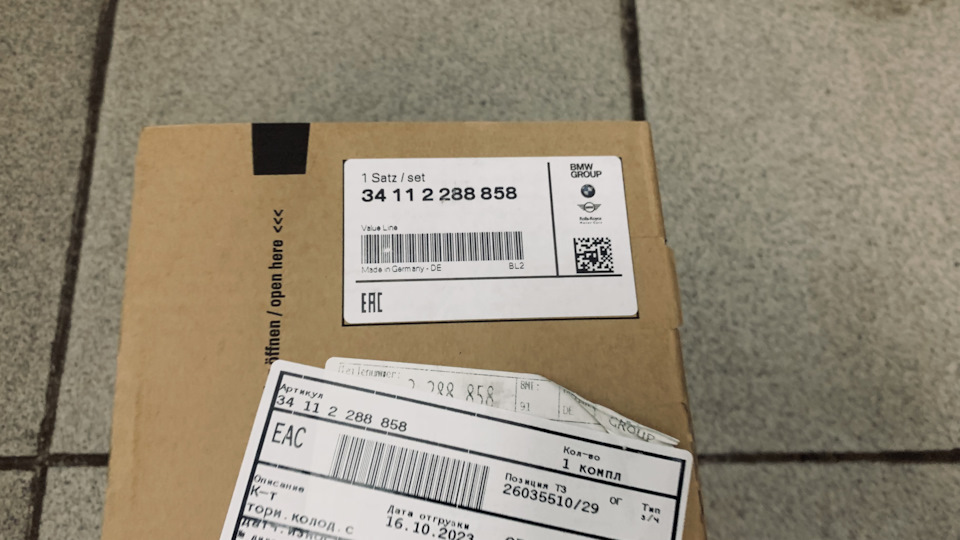 1 Satz / set
34 11 2 288 858
BMW
GROUP
Value Line
Made in Germany - DE BL2
EAC
öffnen / open here <<<
Teilenummer:
2 288 858
BMT:
91
DE
GROUP
Артикул
34 11 2 288 858
EAC
Кол-во
1 компл
Позиция ТЗ
26035510/29
ог
Тип
з/ч
Описание
К-т
торм.колод.с
Дата отгрузки
16.10.2023